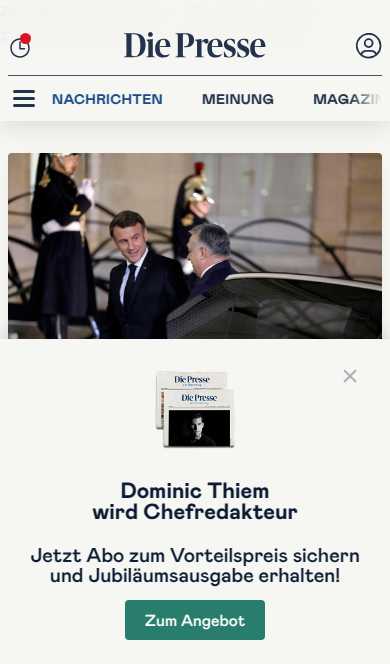 Die Presse
NACHRICHTEN MEINUNG MAGAZIN
Die Presse
Die Presse
Dominic Thiem
wird Chefredakteur
Jetzt Abo zum Vorteilspreis sichern
und Jubiläumsausgabe erhalten!
Zum Angebot